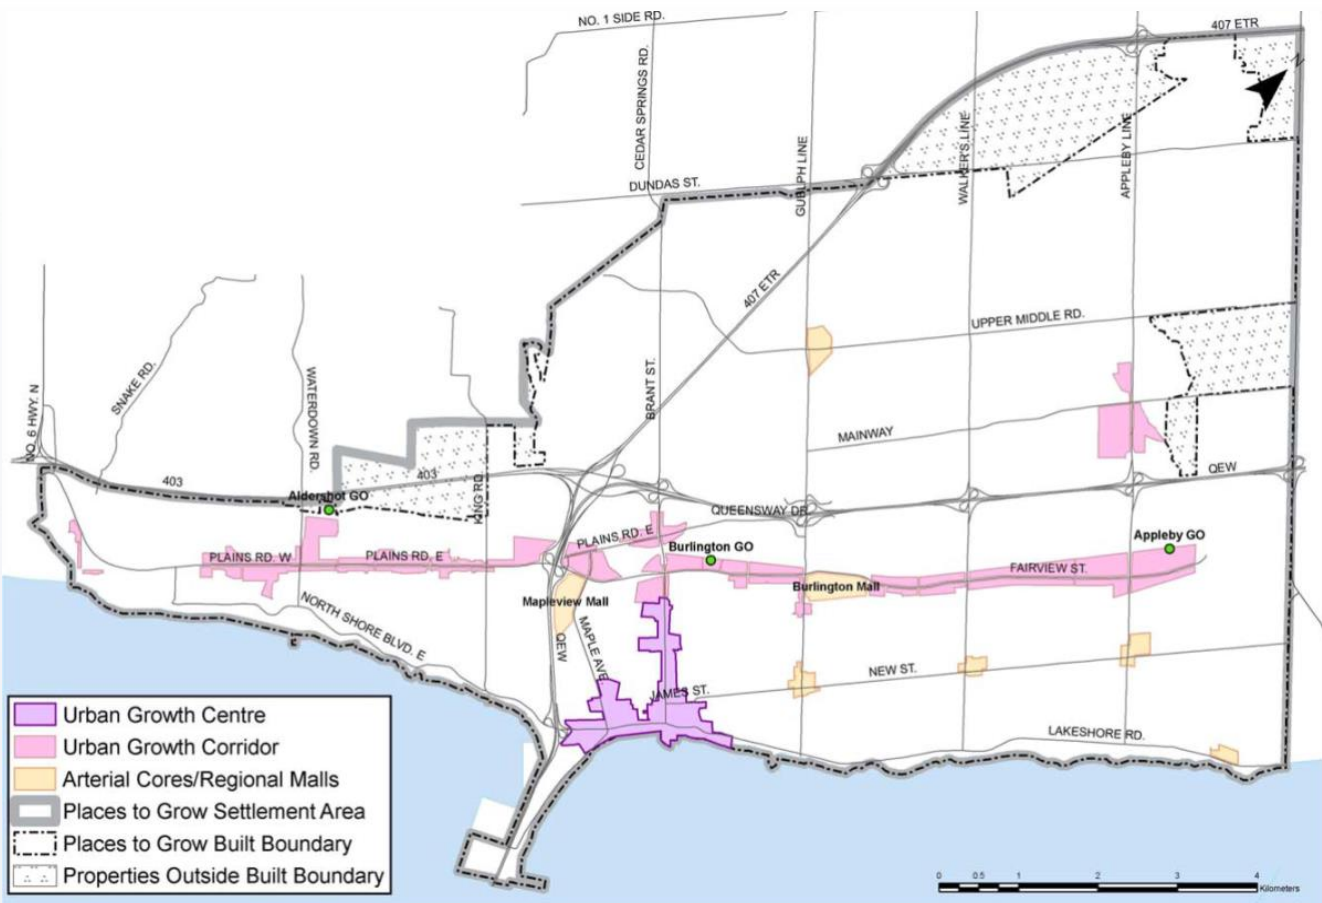 NO. 1 SIDE RD.
407 ETR
CEDAR SPRINGS RD.
GUELPH LINE
WALKER'S LINE
APPLEBY LINE
DUNDAS ST.
407 ETR
UPPER MIDDLE RD.
SNAKE RD.
WATERDOWN RD.
BRANT ST.
NO. 6 HWY. N
MAINWAY
403
403
KING RD.
QEW
Aldershot GO
QUEENSWAY DR.
PLAINS RD. W
PLAINS RD. E
PLAINS RD. E
Burlington GO
Appleby GO
FAIRVIEW ST.
Burlington Mall
Mapleview Mall
NORTH SHORE BLVD. E
QEW
MAPLE AVE.
JAMES ST.
NEW ST.
LAKESHORE RD.
Urban Growth Centre
Urban Growth Corridor
Arterial Cores/Regional Malls
Places to Grow Settlement Area
Places to Grow Built Boundary
Properties Outside Built Boundary
0 0.5 1 2 3 4
Kilometers